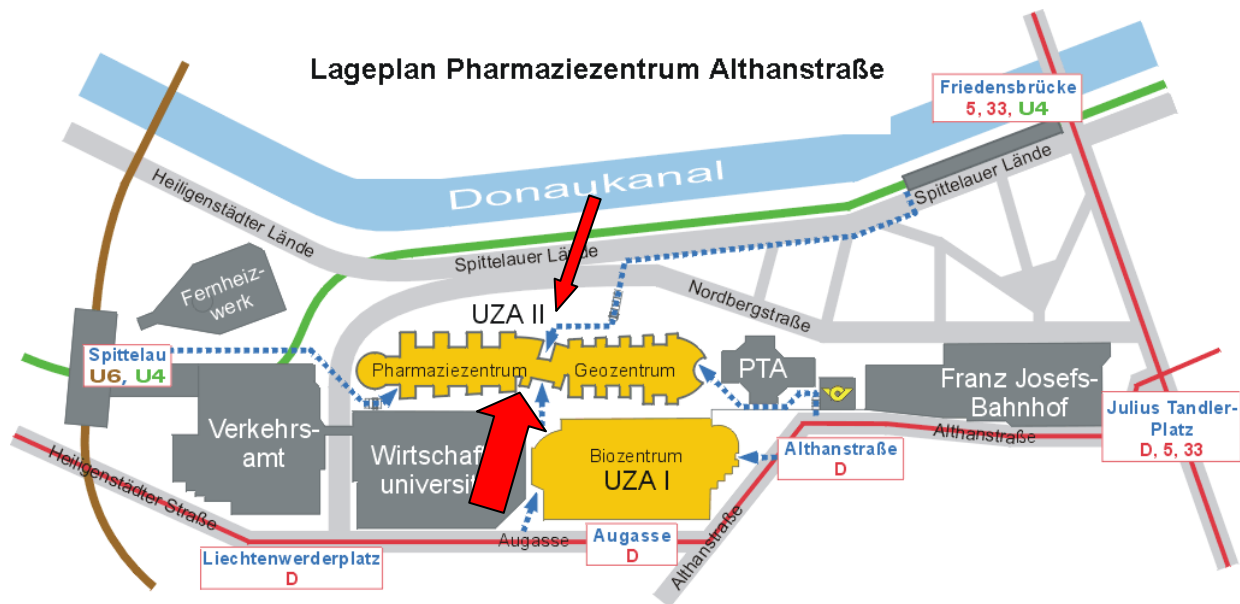 Lageplan Pharmaziezentrum Althanstraße
Friedensbrücke
5, 33, U4
Donaukanal
Heiligenstädter Lände
Spittelauer Lände
Spittelauer Lände
Fernheiz-
werk
Nordbergstraße
UZA II
Spittelau
U6, U4
Pharmaziezentrum
Geozentrum
PTA
Franz Josefs-
Bahnhof
Julius Tandler-
Platz
D, 5, 33
Verkehrs-
amt
Wirtschaf
universit
Biozentrum
UZA I
Althanstraße
D
Althanstraße
Heiligenstädter Straße
Althanstraße
Augasse
Augasse
D
Liechtenwerderplatz
D